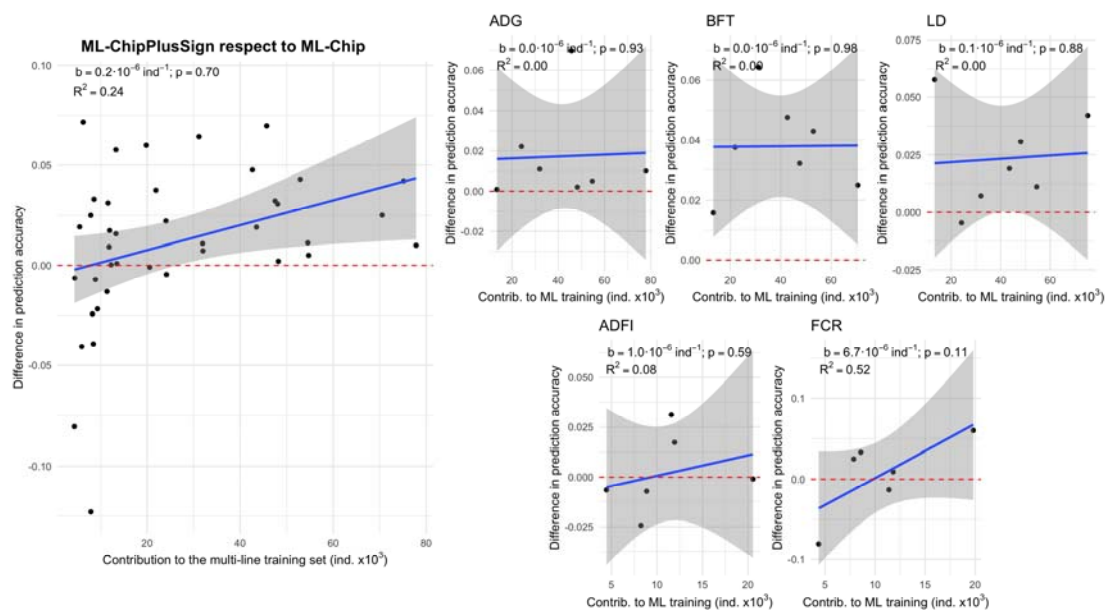 ML-ChipPlusSign respect to ML-Chip
b = 0.2·10⁻⁶ ind⁻¹; p = 0.70
R² = 0.24
Difference in prediction accuracy
0.10
0.05
0.00
-0.05
-0.10
20
40
60
80
Contribution to the multi-line training set (ind. x10³)
ADG
b = 0.0·10⁻⁶ ind⁻¹; p = 0.93
R² = 0.00
Difference in prediction accuracy
0.06
0.04
0.02
0.00
-0.02
20
40
60
80
Contrib. to ML training (ind. x10³)
BFT
b = 0.0·10⁻⁶ ind⁻¹; p = 0.98
R² = 0.00
Difference in prediction accuracy
0.06
0.04
0.02
0.00
20
40
60
Contrib. to ML training (ind. x10³)
LD
b = 0.1·10⁻⁶ ind⁻¹; p = 0.88
R² = 0.00
Difference in prediction accuracy
0.075
0.050
0.025
0.000
-0.025
20
40
60
Contrib. to ML training (ind. x10³)
ADFI
b = 1.0·10⁻⁶ ind⁻¹; p = 0.59
R² = 0.08
Difference in prediction accuracy
0.050
0.025
0.000
-0.025
5
10
15
20
Contrib. to ML training (ind. x10³)
FCR
b = 6.7·10⁻⁶ ind⁻¹; p = 0.11
R² = 0.52
Difference in prediction accuracy
0.1
0.0
-0.1
5
10
15
20
Contrib. to ML training (ind. x10³)